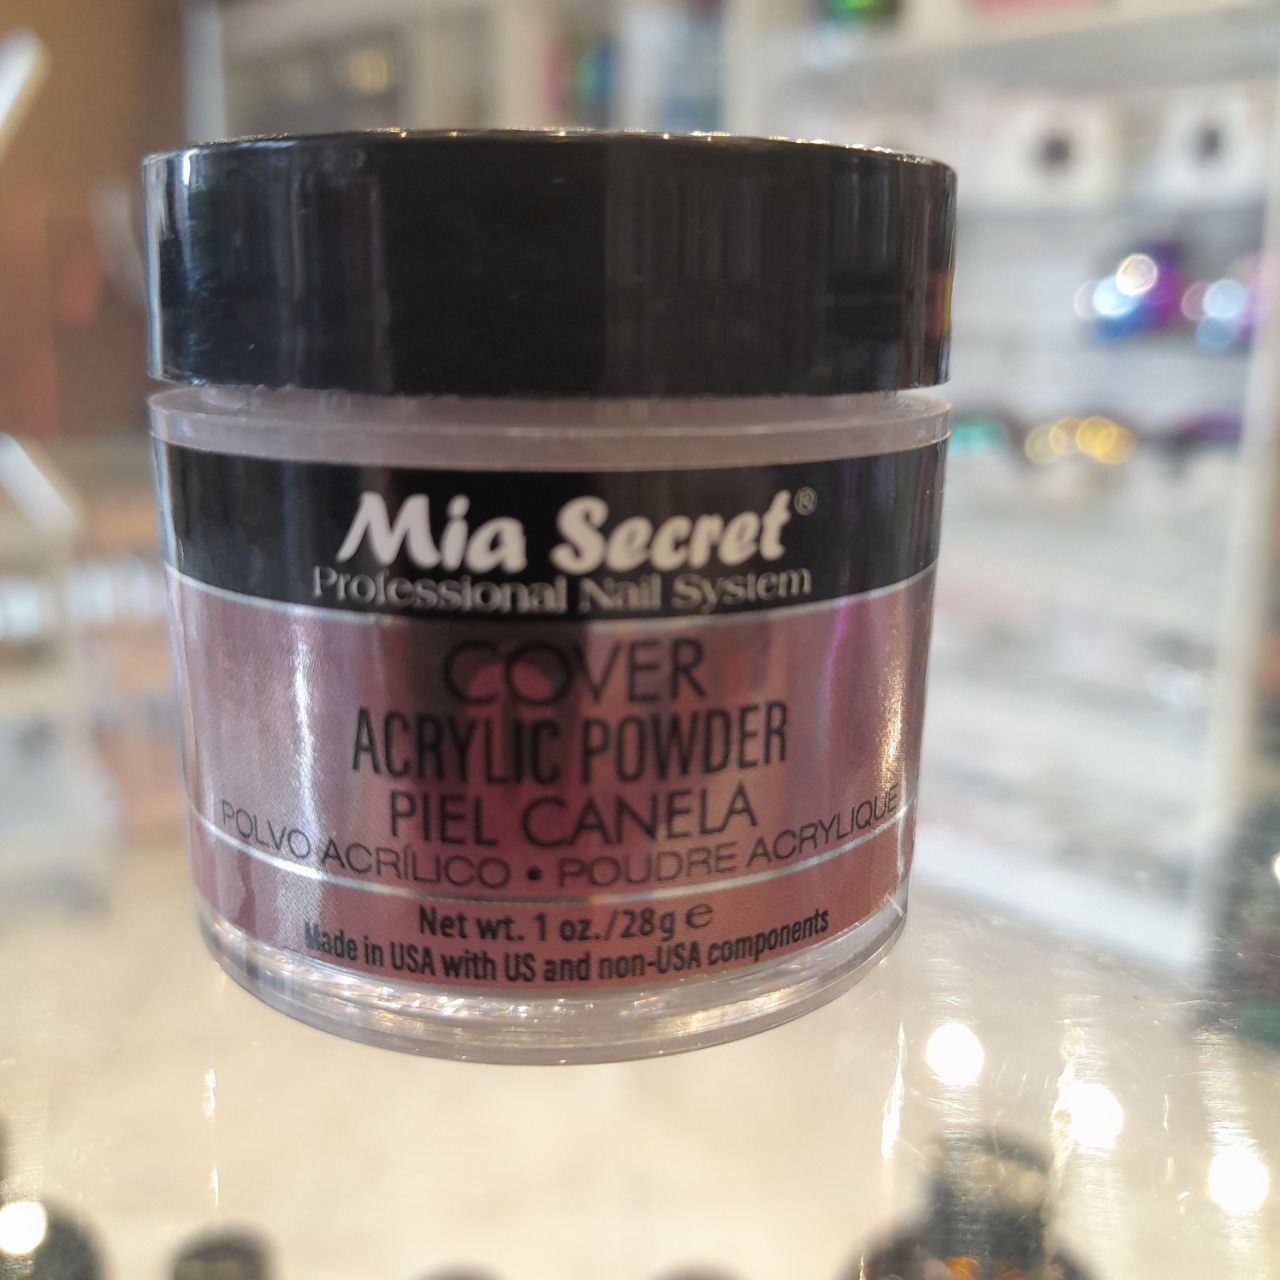 Mia Secret®
Professional Nail System
COVER
ACRYLIC POWDER
PIEL CANELA
POLVO ACRÍLICO • POUDRE ACRYLIQUE
Net wt. 1 oz./28g ℮
Made in USA with US and non-USA components